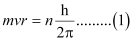 mvr = n h/2π .........(1)